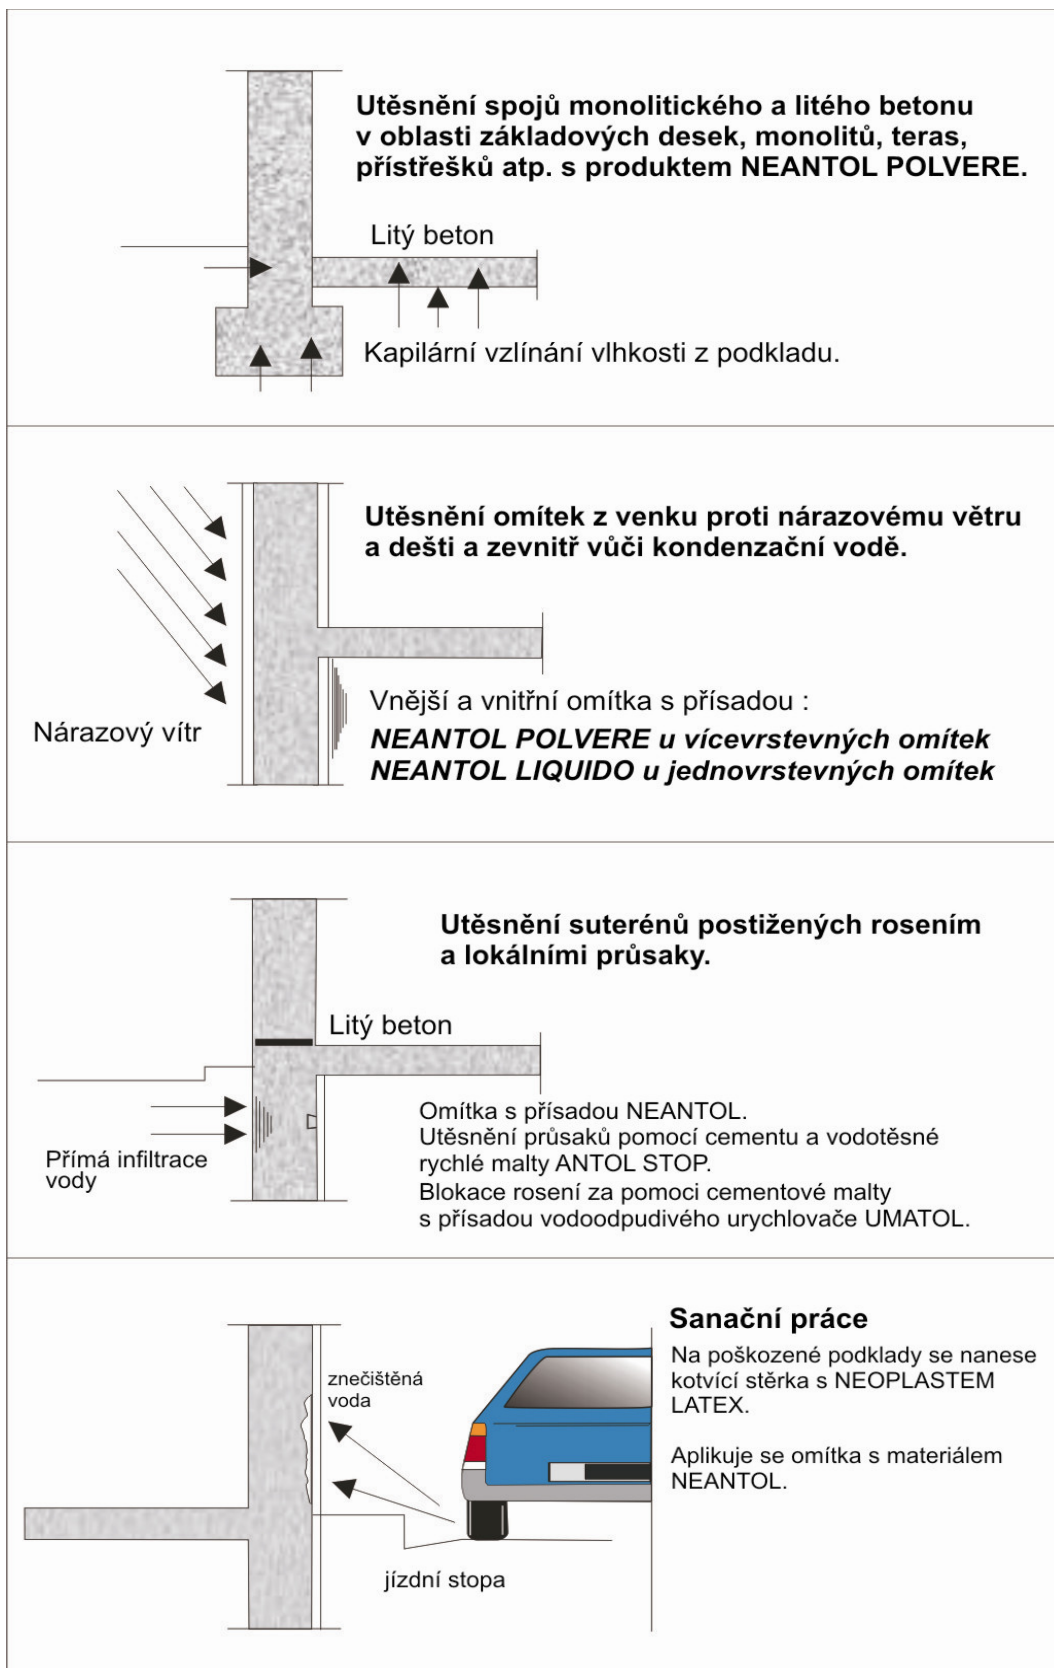 Utěsnění spojů monolitického a litého betonu
v oblasti základových desek, monolitů, teras,
přístřešků atp. s produktem NEANTOL POLVERE.
Litý beton
Kapilární vzlínání vlhkosti z podkladu.
Utěsnění omítek z venku proti nárazovému větru
a dešti a zevnitř vůči kondenzační vodě.
Nárazový vítr
Vnější a vnitřní omítka s přísadou :
NEANTOL POLVERE u vícevrstevných omítek
NEANTOL LIQUIDO u jednovrstevných omítek
Utěsnění suterénů postižených rosením
a lokálními průsaky.
Litý beton
Přímá infiltrace
vody
Omítka s přísadou NEANTOL.
Utěsnění průsaků pomocí cementu a vodotěsné
rychlé malty ANTOL STOP.
Blokace rosení za pomoci cementové malty
s přísadou vodoodpudivého urychlovače UMATOL.
Sanační práce
Na poškozené podklady se nanese
kotvící stěrka s NEOPLASTEM
LATEX.
Aplikuje se omítka s materiálem
NEANTOL.
znečištěná
voda
jízdní stopa